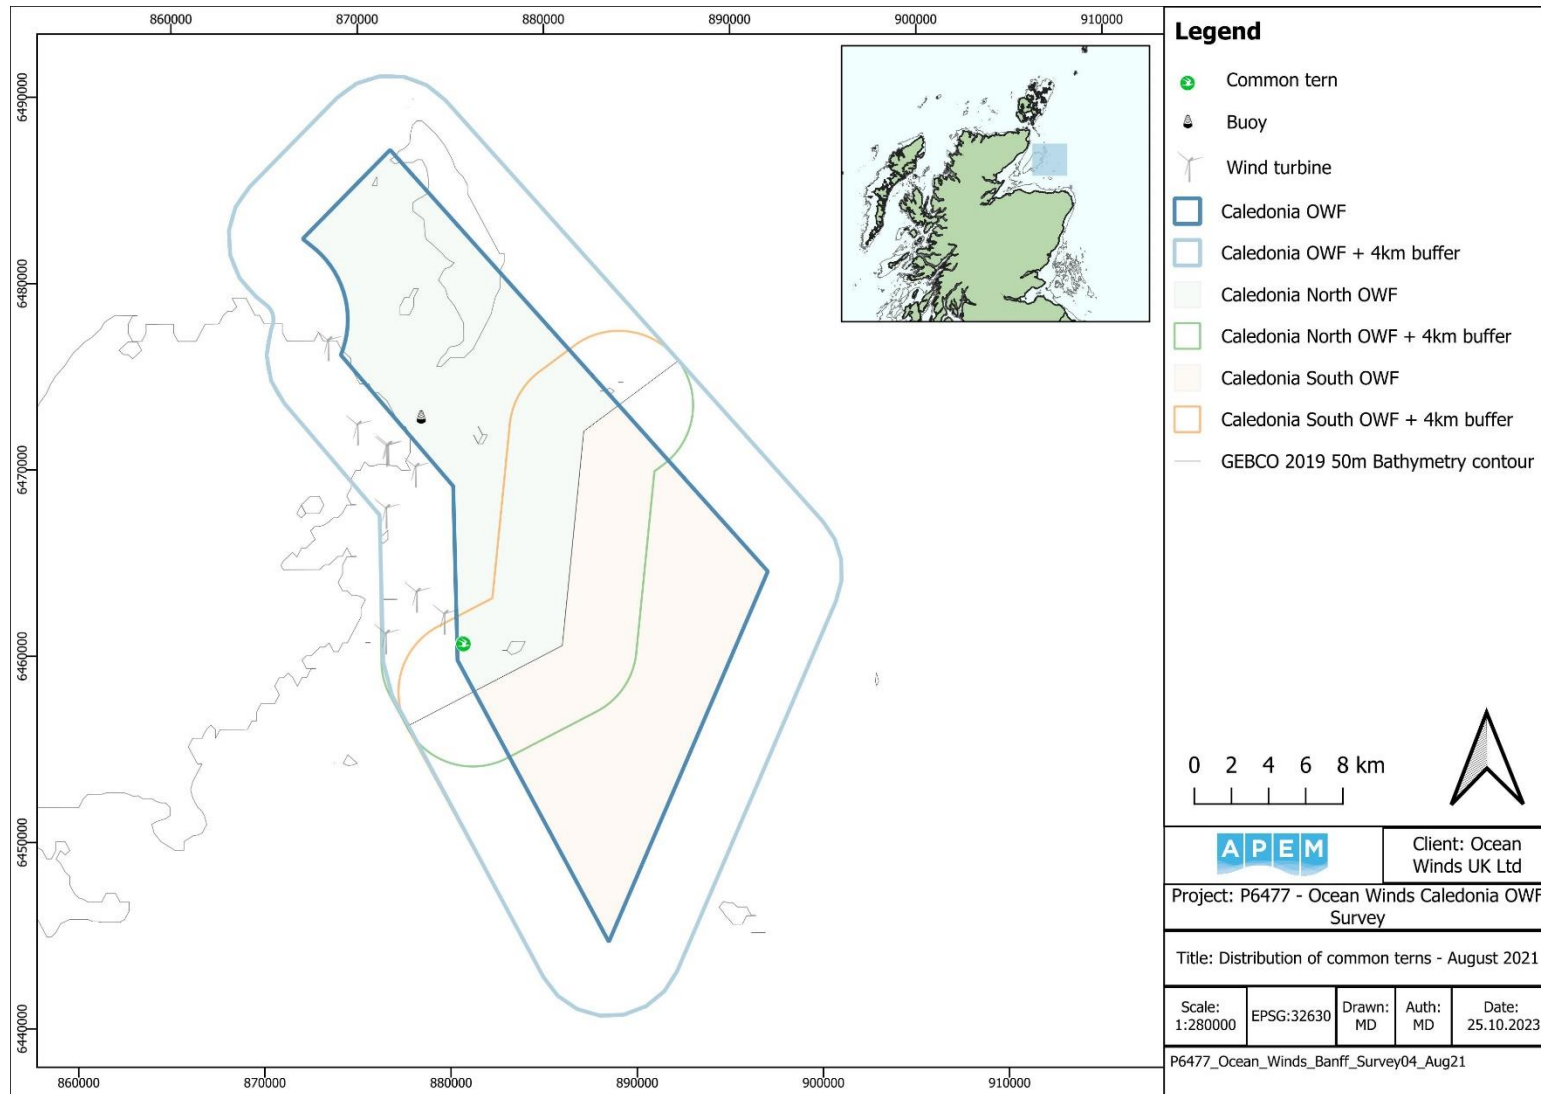 860000 870000 880000 890000 900000 910000
6490000
6480000
6470000
6460000
6450000
6440000
860000 870000 880000 890000 900000 910000
Legend
Common tern
Buoy
Wind turbine
Caledonia OWF
Caledonia OWF + 4km buffer
Caledonia North OWF
Caledonia North OWF + 4km buffer
Caledonia South OWF
Caledonia South OWF + 4km buffer
GEBCO 2019 50m Bathymetry contour
0 2 4 6 8 km
APEM
Client: Ocean
Winds UK Ltd
Project: P6477 - Ocean Winds Caledonia OWF
Survey
Title: Distribution of common terns - August 2021
Scale:
1:280000
EPSG:32630
Drawn:
MD
Auth:
MD
Date:
25.10.2023
P6477_Ocean_Winds_Banff_Survey04_Aug21